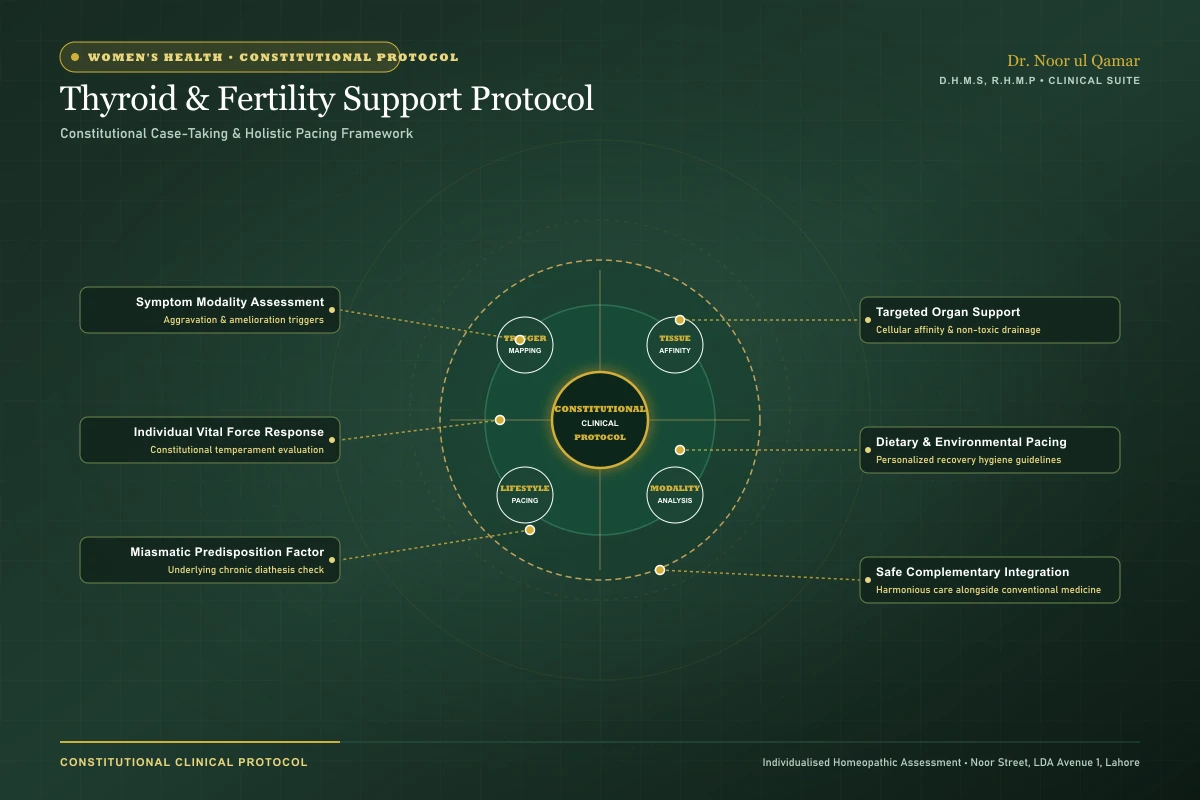 WOMEN'S HEALTH • CONSTITUTIONAL PROTOCOL
Thyroid & Fertility Support Protocol
Constitutional Case-Taking & Holistic Pacing Framework
Dr. Noor ul Qamar
D.H.M.S, R.H.M.P • CLINICAL SUITE
Symptom Modality Assessment
Aggravation & amelioration triggers
Individual Vital Force Response
Constitutional temperament evaluation
Miasmatic Predisposition Factor
Underlying chronic diathesis check
TRIGGER
MAPPING
TISSUE
AFFINITY
CONSTITUTIONAL
CLINICAL
PROTOCOL
LIFESTYLE
PACING
MODALITY
ANALYSIS
Targeted Organ Support
Cellular affinity & non-toxic drainage
Dietary & Environmental Pacing
Personalized recovery hygiene guidelines
Safe Complementary Integration
Harmonious care alongside conventional medicine
CONSTITUTIONAL CLINICAL PROTOCOL
Individualised Homeopathic Assessment • Noor Street, LDA Avenue 1, Lahore